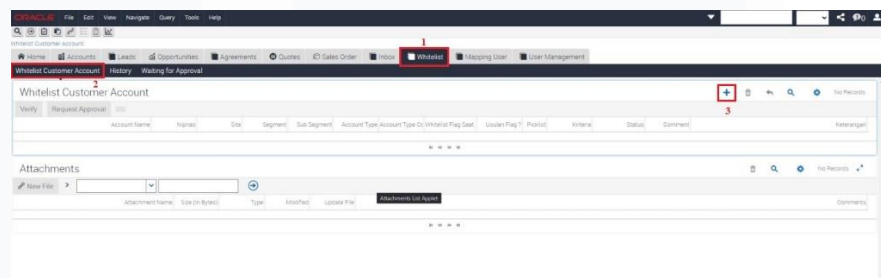 ORACLE File Edit View Navigate Query Tools Help
0
Whitelist Customer Account:
1
Home Accounts Leads Opportunities Agreements Quotes Sales Order Inbox Whitelist Mapping User User Management
Whitelist Customer Account History Waiting for Approval
2
Whitelist Customer Account No Records
3
Verify Request Approval
Account Name Nipnas Site Segment Sub Segment Account Type Whitelist Flag Saat Usulan Flag ? Picklist Kriteria Status Comment Keterangan
Attachments No Records
New File
Attachment Name Size (In Bytes) Type Modified Update File Attachments List Applet Comments